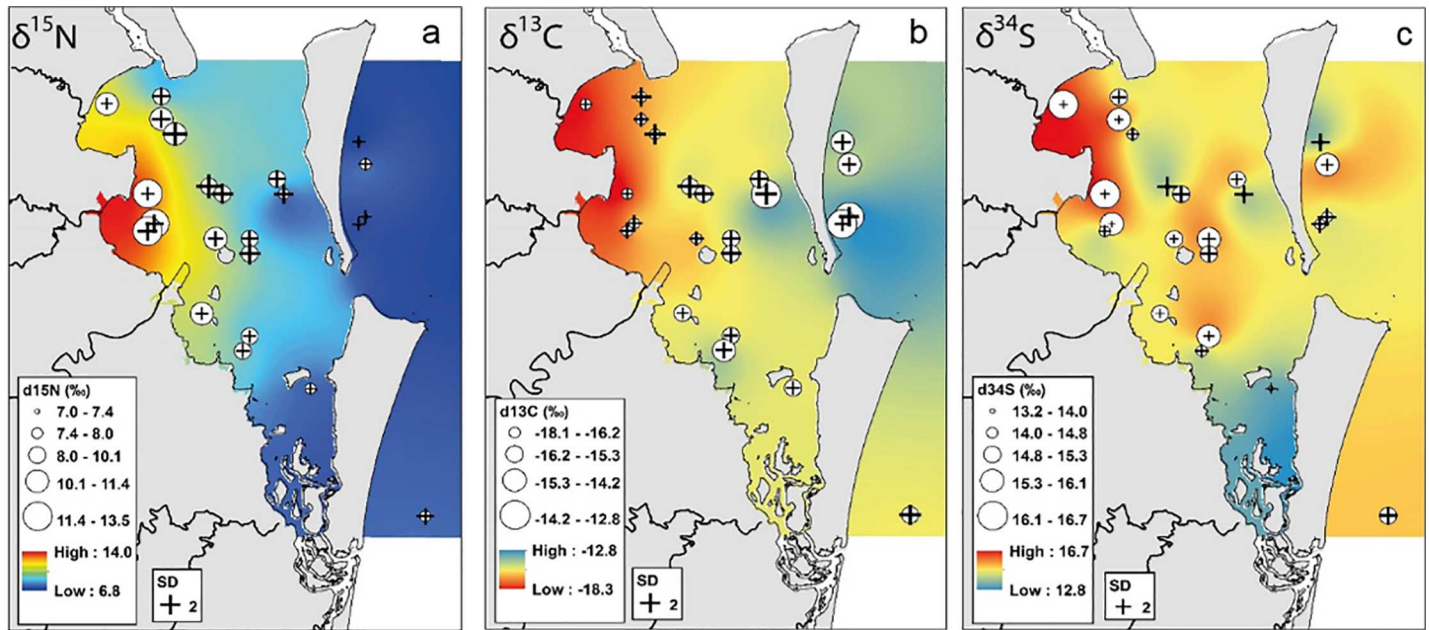 δ¹⁵N
a
d15N (‰)
7.0 - 7.4
7.4 - 8.0
8.0 - 10.1
10.1 - 11.4
11.4 - 13.5
High : 14.0
Low : 6.8
SD
2
δ¹³C
b
d13C (‰)
-18.1 - -16.2
-16.2 - -15.3
-15.3 - -14.2
-14.2 - -12.8
High : -12.8
Low : -18.3
SD
2
δ³⁴S
c
d34S (‰)
13.2 - 14.0
14.0 - 14.8
14.8 - 15.3
15.3 - 16.1
16.1 - 16.7
High : 16.7
Low : 12.8
SD
2